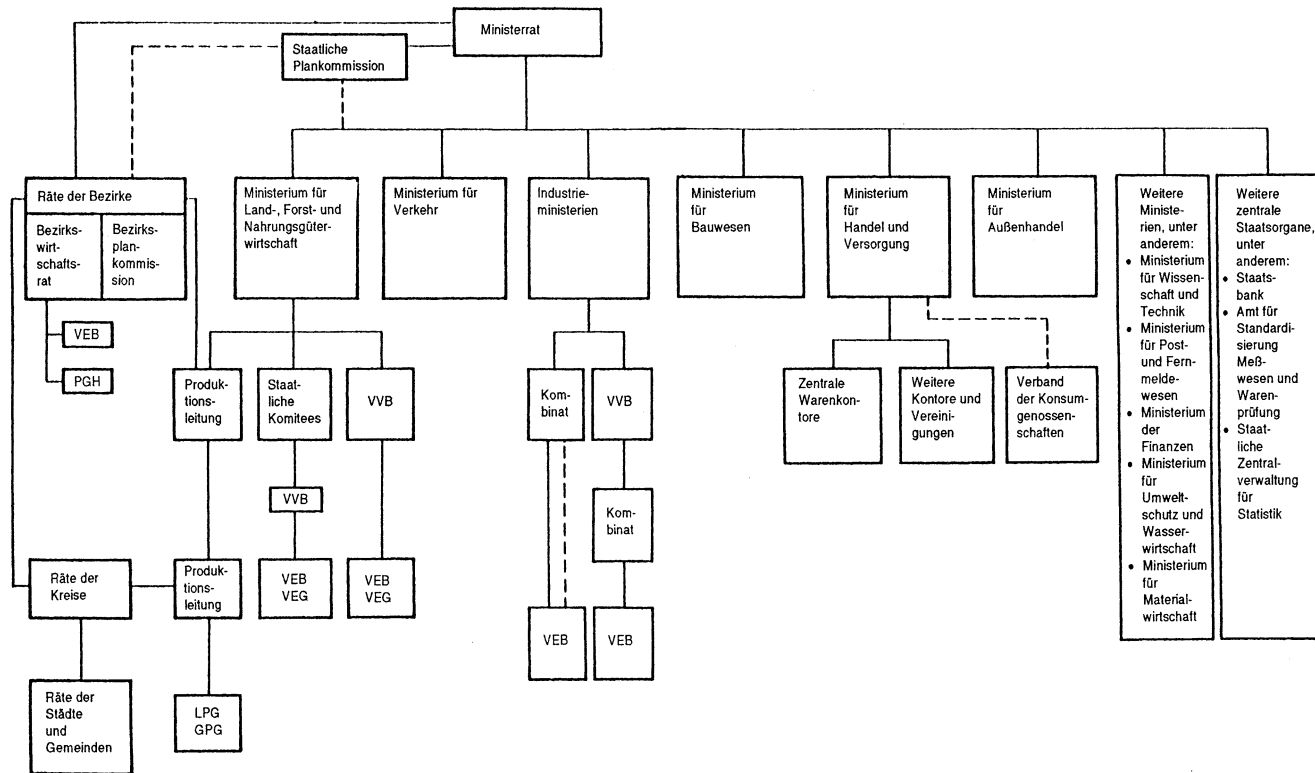 Ministerrat
Staatliche
Plankommission
Räte der Bezirke
Bezirks-
wirt-
schafts-
rat
Bezirks-
plan-
kommis-
sion
VEB
PGH
Ministerium für
Land-, Forst- und
Nahrungsgüter-
wirtschaft
Ministerium für
Verkehr
Industrie-
ministerien
Ministerium
für
Bauwesen
Ministerium
für
Handel und
Versorgung
Ministerium
für
Außenhandel
Weitere
Ministe-
rien, unter
anderem:
• Ministerium
für Wissen-
schaft und
Technik
• Ministerium
für Post-
und Fern-
melde-
wesen
• Ministerium
der
Finanzen
• Ministerium
für
Umwelt-
schutz und
Wasser-
wirtschaft
• Ministerium
für
Material-
wirtschaft
Weitere
zentrale
Staatsorgane,
unter
anderem:
• Staats-
bank
• Amt für
Standardi-
sierung
Meß-
wesen und
Waren-
prüfung
• Staat-
liche
Zentral-
verwaltung
für
Statistik
Produk-
tionsleitung
Staat-
liche
Komitees
VVB
Kom-
binat
VVB
Zentrale
Warenkon-
tore
Weitere
Kontore und
Vereini-
gungen
Verband
der Konsum-
genossen-
schaften
VVB
Kom-
binat
Räte der
Kreise
Produk-
tionsleitung
VEB
VEG
VEB
VEG
VEB
VEB
Räte der
Städte
und
Gemeinden
LPG
GPG